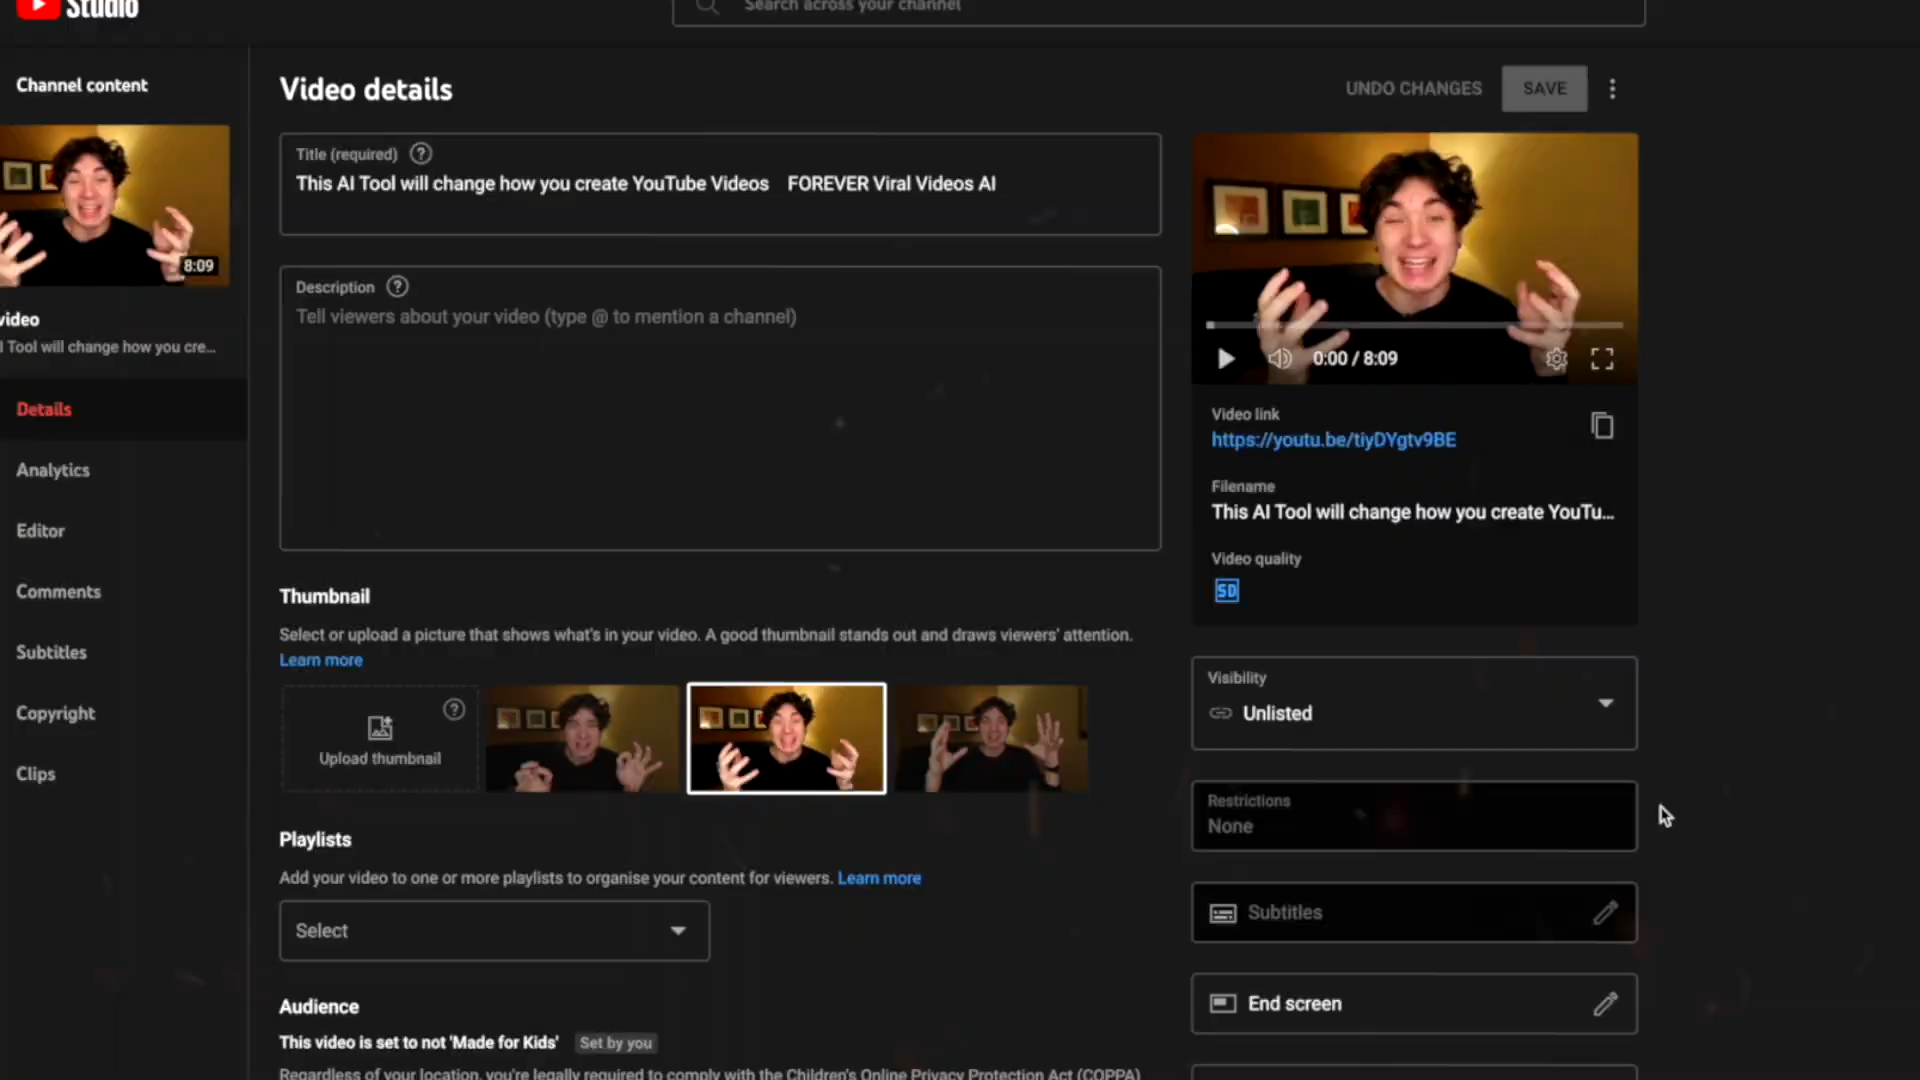 Studio
Search across your channel
Channel content
Video details
UNDO CHANGES
SAVE
Title (required)
This AI Tool will change how you create YouTube Videos    FOREVER Viral Videos AI
8:09
Description
Tell viewers about your video (type @ to mention a channel)
video
I Tool will change how you cre...
0:00 / 8:09
Details
Video link
https://youtu.be/tiyDYgtv9BE
Analytics
Filename
This AI Tool will change how you create YouTu...
Editor
Video quality
SD
Comments
Thumbnail
Select or upload a picture that shows what's in your video. A good thumbnail stands out and draws viewers' attention.
Learn more
Subtitles
Visibility
Unlisted
Copyright
Upload thumbnail
Clips
Restrictions
None
Playlists
Add your video to one or more playlists to organise your content for viewers. Learn more
Select
Subtitles
End screen
Audience
This video is set to not 'Made for Kids'
Set by you
Regardless of your location, you're legally required to comply with the Children's Online Privacy Protection Act (COPPA)